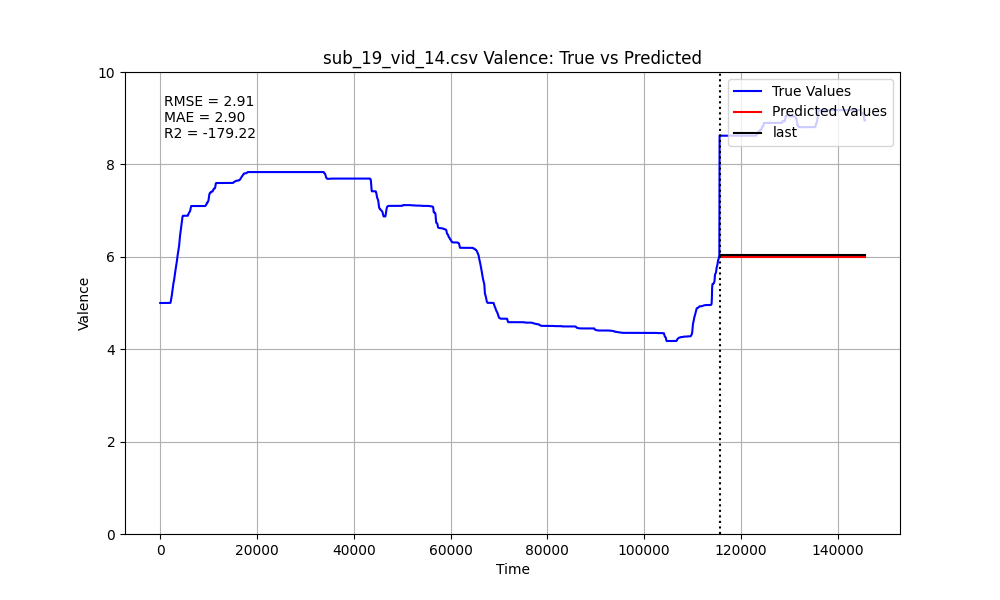 sub_19_vid_14.csv Valence: True vs Predicted
RMSE = 2.91
MAE = 2.90
R2 = -179.22
True Values
Predicted Values
last
Valence
10
8
6
4
2
0
0 20000 40000 60000 80000 100000 120000 140000
Time